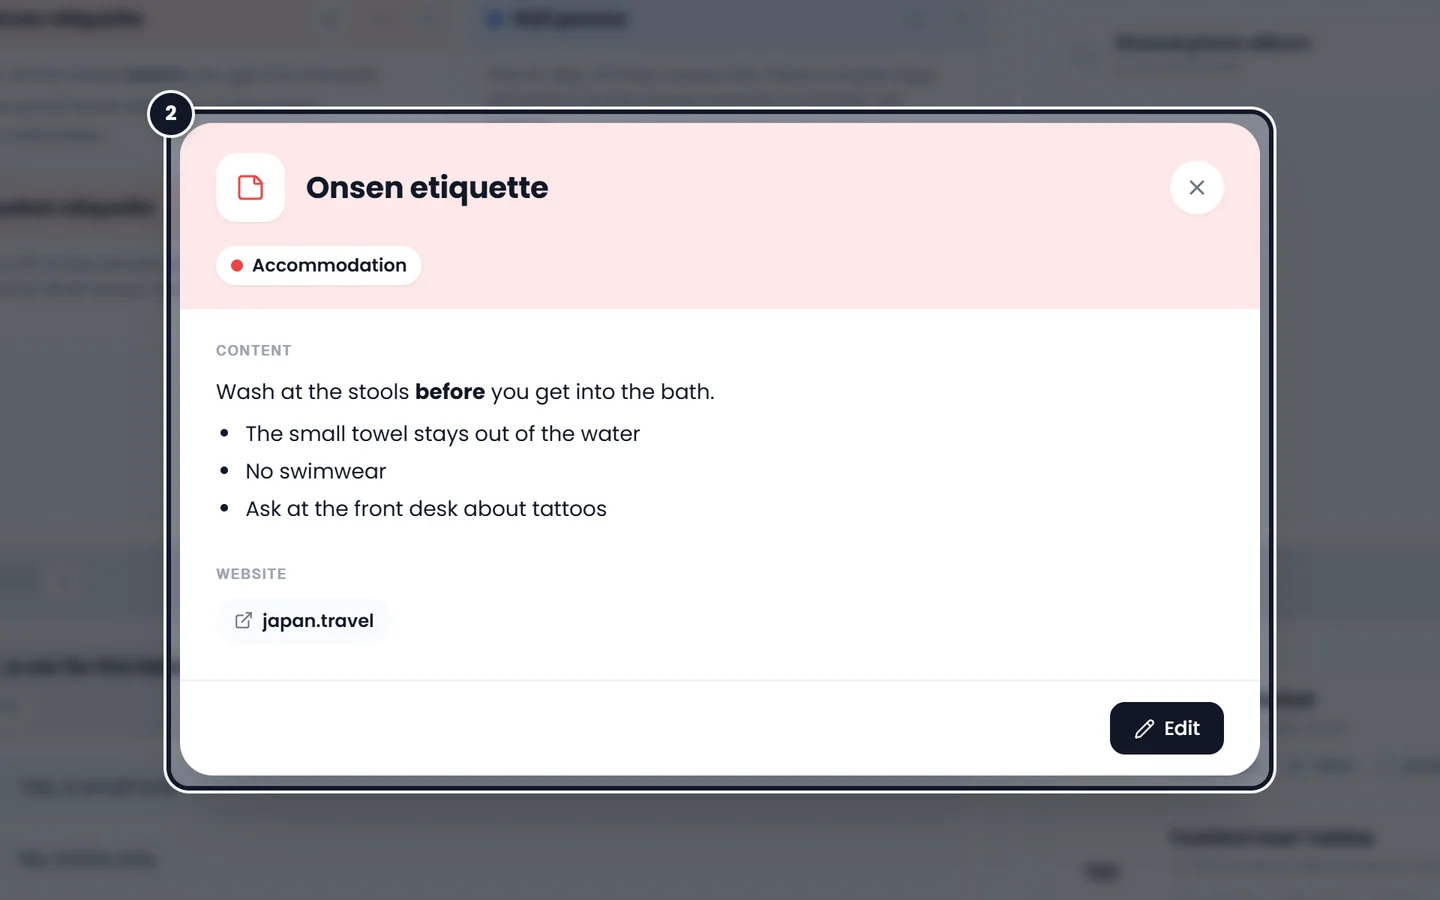 2
Onsen etiquette
Accommodation
CONTENT
Wash at the stools before you get into the bath.
• The small towel stays out of the water
• No swimwear
• Ask at the front desk about tattoos
WEBSITE
japan.travel
Edit